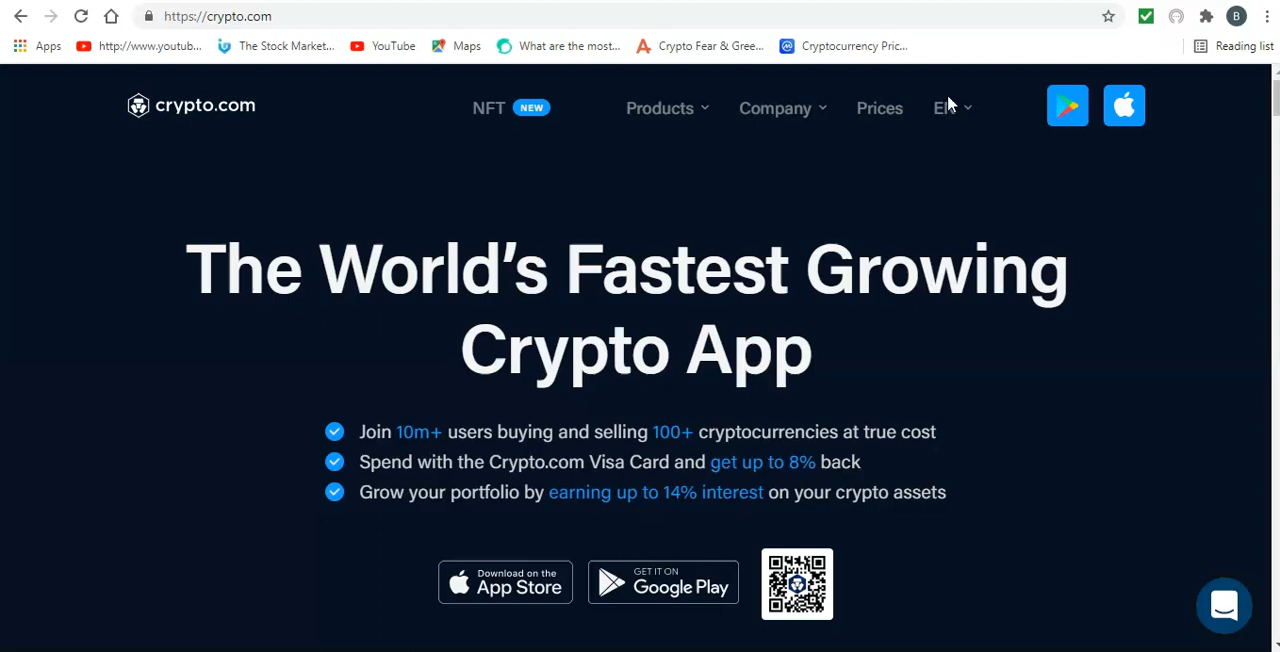 https://crypto.com
B
Apps
http://www.youtub...
The Stock Market...
YouTube
Maps
What are the most...
Crypto Fear & Gree...
Cryptocurrency Pric...
Reading list
crypto.com
NFT NEW
Products
Company
Prices
The World's Fastest Growing
Crypto App
Join 10m+ users buying and selling 100+ cryptocurrencies at true cost
Spend with the Crypto.com Visa Card and get up to 8% back
Grow your portfolio by earning up to 14% interest on your crypto assets
Download on the
App Store
GET IT ON
Google Play